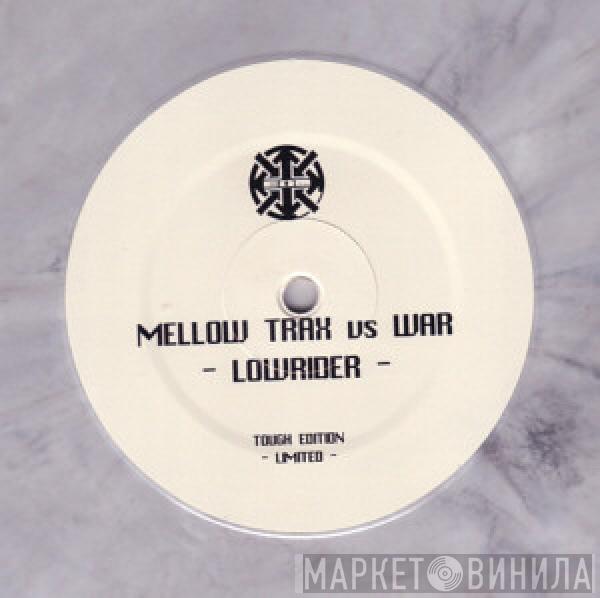 MELLOW TRAX vs WAR
- LOWRIDER -
TOUGH EDITION
- LIMITED -
МАРКЕТ ВИНИЛА